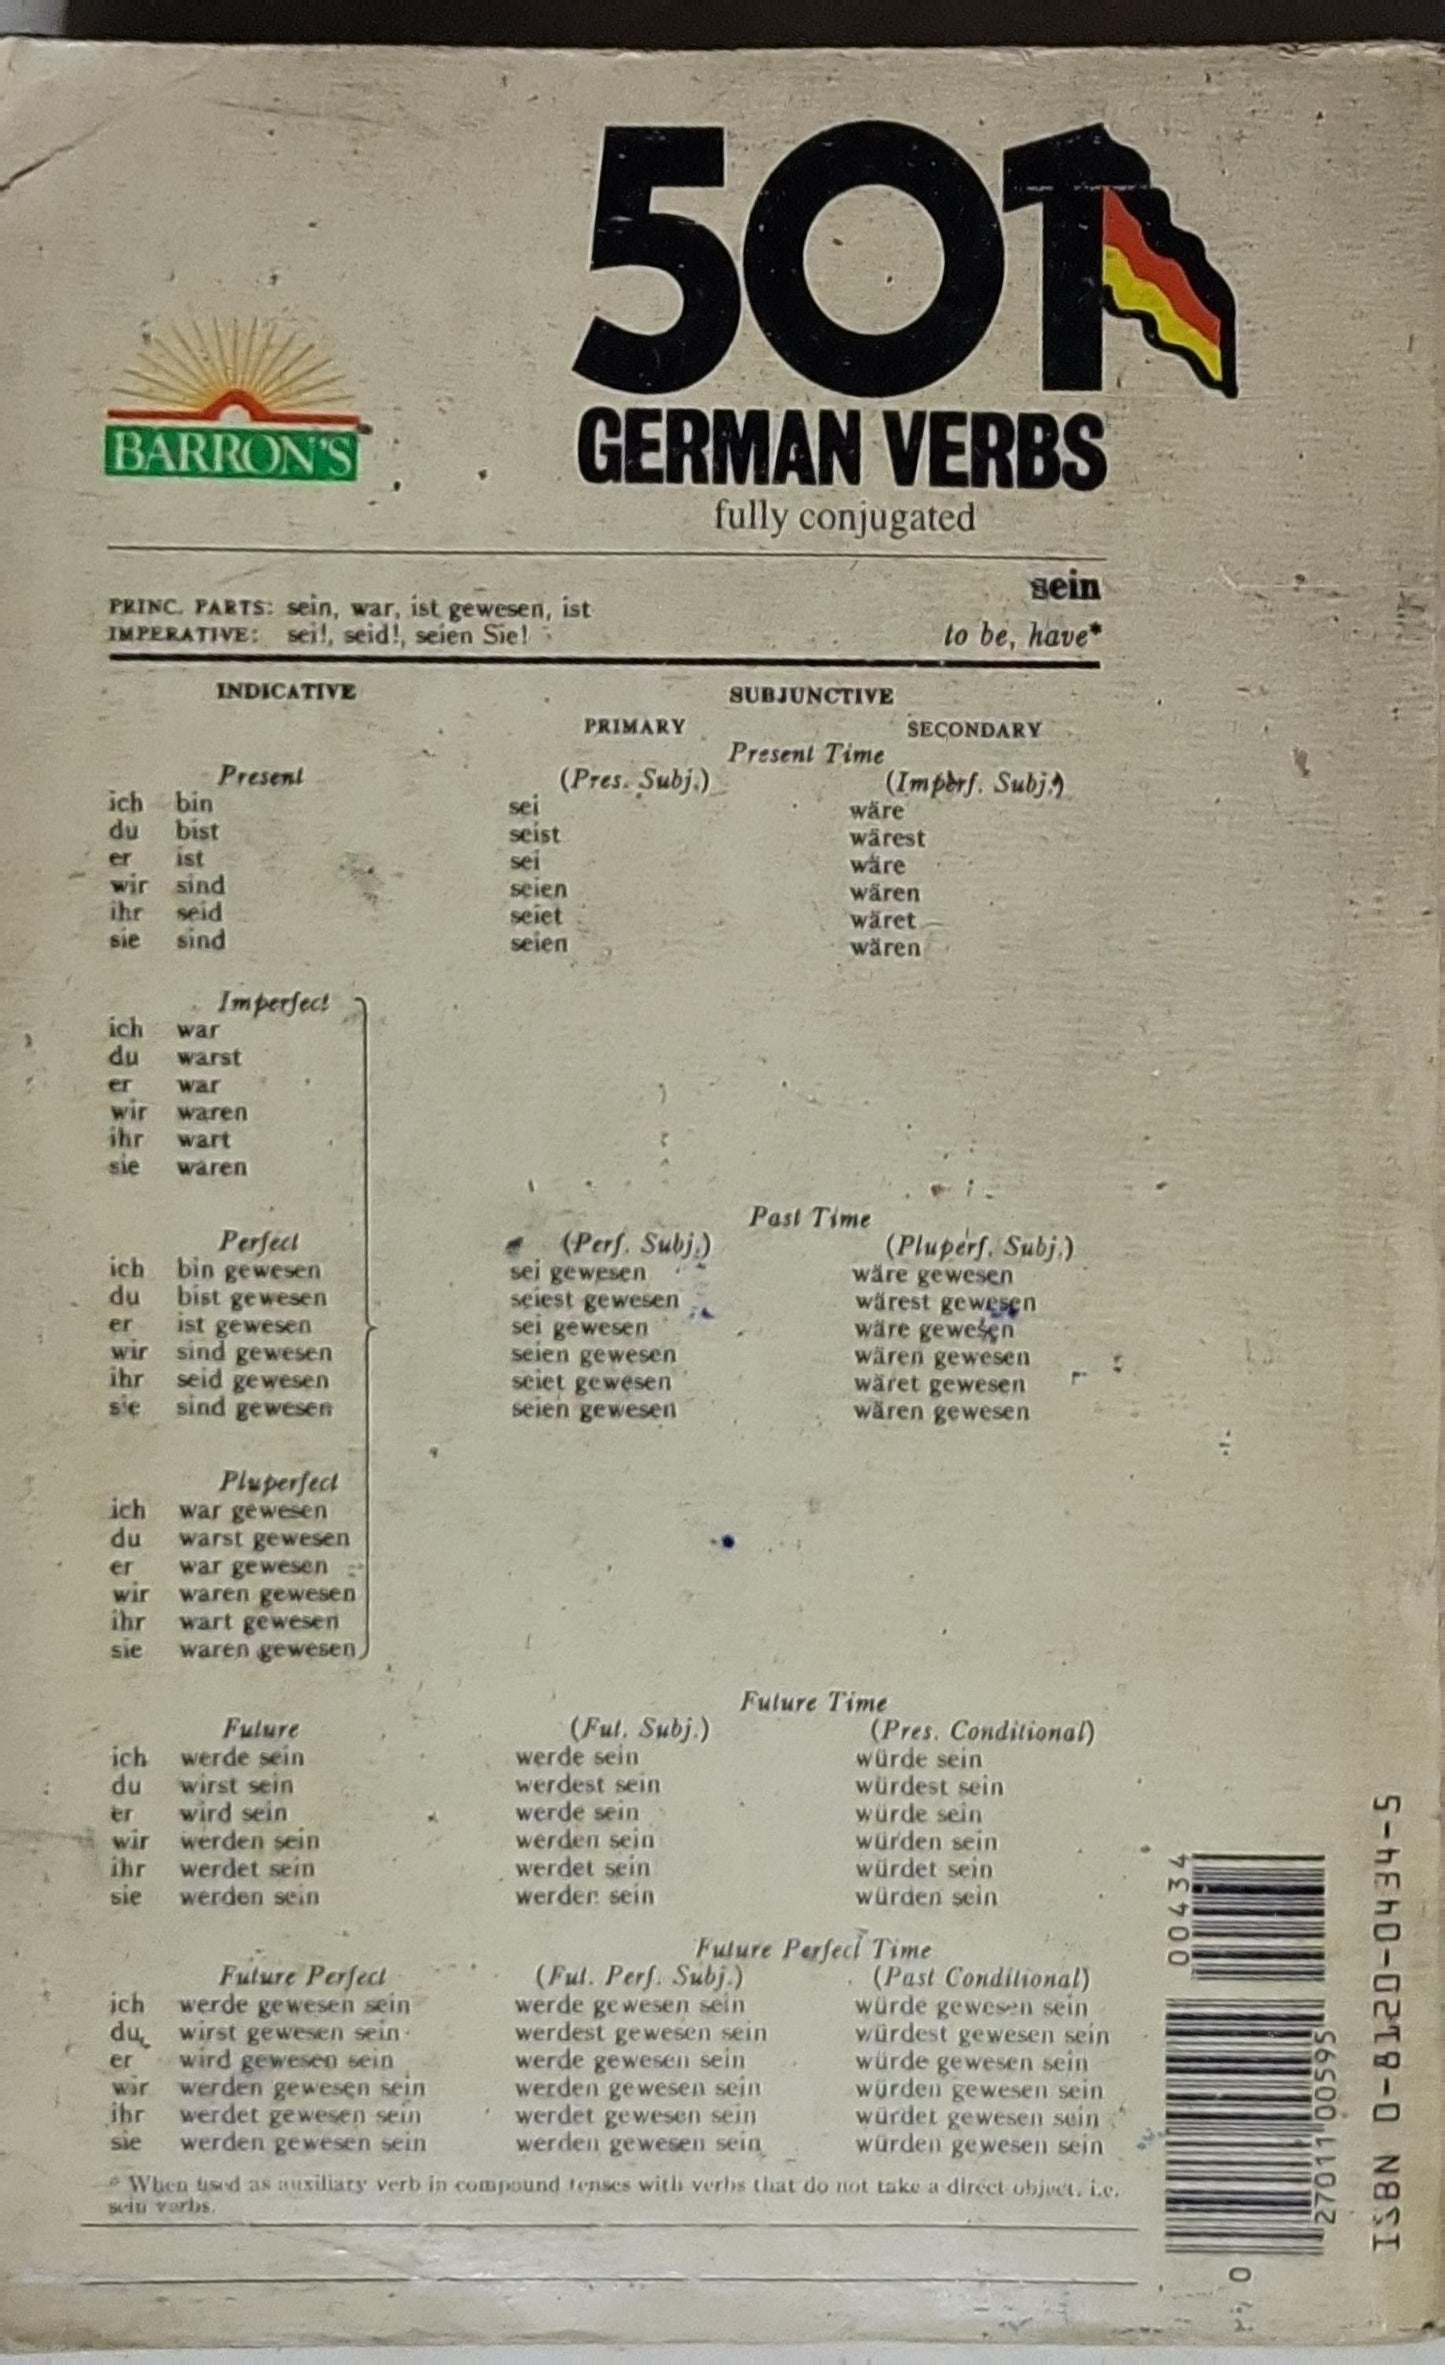 501
BARRON'S
GERMAN VERBS
fully conjugated
sein
PRINC. PARTS: sein, war, ist gewesen, ist
IMPERATIVE: sei!, seid!, seien Sie! to be, have*
INDICATIVE SUBJUNCTIVE
PRIMARY SECONDARY
Present Time
Present (Pres. Subj.) (Imperf. Subj.)
ich bin sei wäre
du bist seist wärest
er ist sei wäre
wir sind seien wären
ihr seid seiet wäret
sie sind seien wären
Imperfect
ich war
du warst
er war
wir waren
ihr wart
sie waren
Past Time
Perfect (Perf. Subj.) (Pluperf. Subj.)
ich bin gewesen sei gewesen wäre gewesen
du bist gewesen seiest gewesen wärest gewesen
er ist gewesen sei gewesen wäre gewesen
wir sind gewesen seien gewesen wären gewesen
ihr seid gewesen seiet gewesen wäret gewesen
sie sind gewesen seien gewesen wären gewesen
Pluperfect
ich war gewesen
du warst gewesen
er war gewesen
wir waren gewesen
ihr wart gewesen
sie waren gewesen
Future Time
Future (Fut. Subj.) (Pres. Conditional)
ich werde sein werde sein würde sein
du wirst sein werdest sein würdest sein
er wird sein werde sein würde sein
wir werden sein werden sein würden sein
ihr werdet sein werdet sein würdet sein
sie werden sein werden sein würden sein
Future Perfect Time
Future Perfect (Fut. Perf. Subj.) (Past Conditional)
ich werde gewesen sein werde gewesen sein würde gewesen sein
du wirst gewesen sein werdest gewesen sein würdest gewesen sein
er wird gewesen sein werde gewesen sein würde gewesen sein
wir werden gewesen sein werden gewesen sein würden gewesen sein
ihr werdet gewesen sein werdet gewesen sein würdet gewesen sein
sie werden gewesen sein werden gewesen sein würden gewesen sein
* When used as auxiliary verb in compound tenses with verbs that do not take a direct object, i.e.
sein verbs.
00434
0 27011 00595
ISBN 0-8120-0434-5